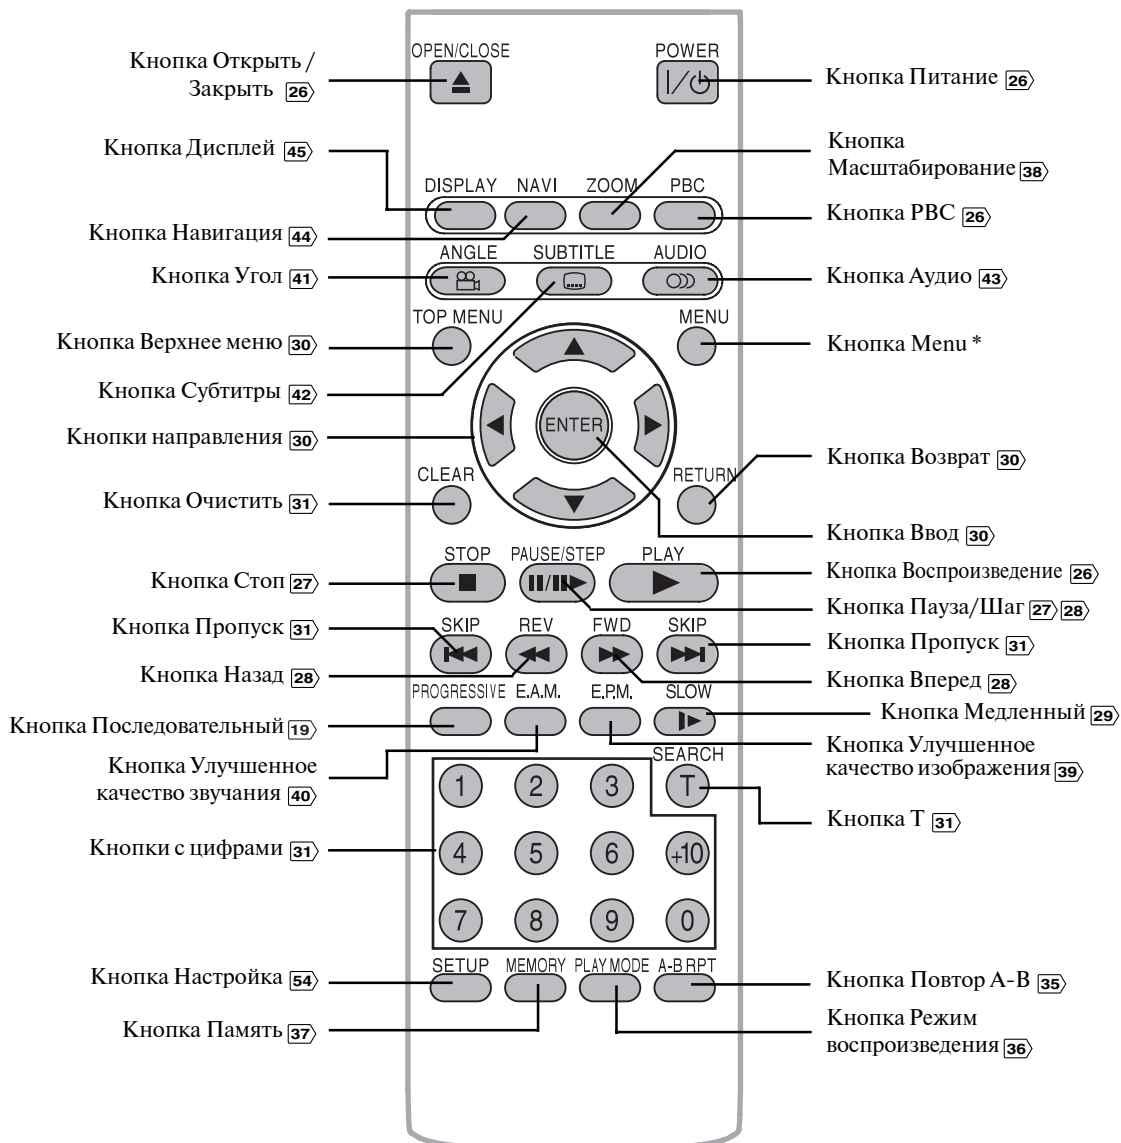 Кнопка Открыть /
Закрыть 26
Кнопка Дисплей 45
Кнопка Навигация 44
Кнопка Угол 41
Кнопка Верхнее меню 30
Кнопка Субтитры 42
Кнопки направления 30
Кнопка Очистить 31
Кнопка Стоп 27
Кнопка Пропуск 31
Кнопка Назад 28
Кнопка Последовательный 19
Кнопка Улучшенное
качество звучания 40
Кнопки с цифрами 31
Кнопка Настройка 54
Кнопка Память 37
OPEN/CLOSE POWER
DISPLAY NAVI ZOOM PBC
ANGLE SUBTITLE AUDIO
TOP MENU MENU
ENTER
CLEAR RETURN
STOP PAUSE/STEP PLAY
SKIP REV FWD SKIP
PROGRESSIVE E.A.M. E.P.M. SLOW
SEARCH
1 2 3 T
4 5 6 +10
7 8 9 0
SETUP MEMORY PLAY MODE A-B RPT
Кнопка Питание 26
Кнопка
Масштабирование 38
Кнопка PBC 26
Кнопка Аудио 43
Кнопка Menu *
Кнопка Возврат 30
Кнопка Ввод 30
Кнопка Воспроизведение 26
Кнопка Пауза/Шаг 27 28
Кнопка Пропуск 31
Кнопка Вперед 28
Кнопка Медленный 29
Кнопка Улучшенное
качество изображения 39
Кнопка T 31
Кнопка Повтор A-B 35
Кнопка Режим
воспроизведения 36